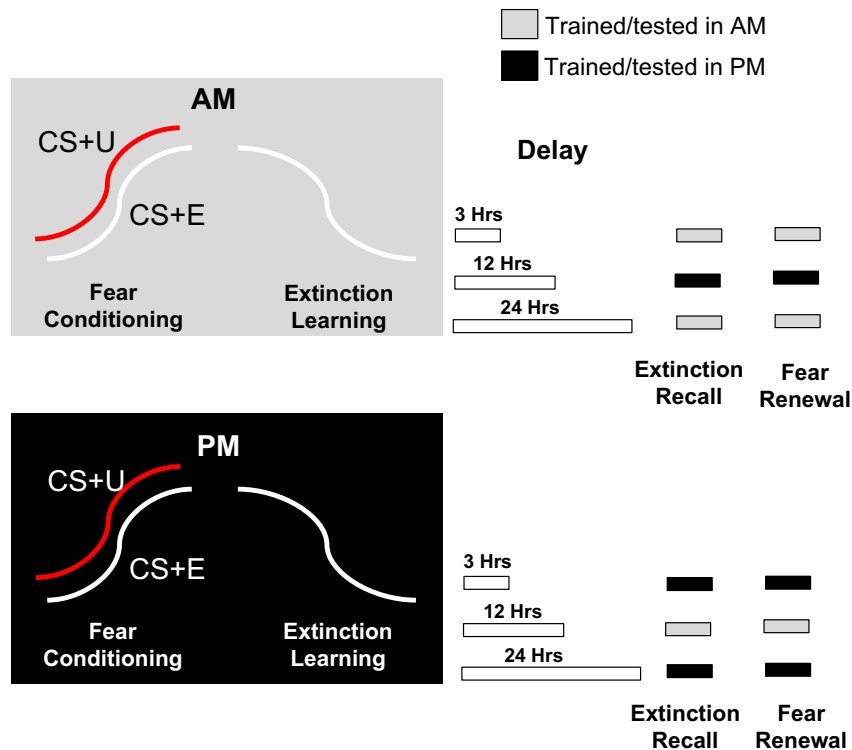 Trained/tested in AM
Trained/tested in PM
AM
CS+U
CS+E
Fear
Conditioning
Extinction
Learning
Delay
3 Hrs
12 Hrs
24 Hrs
Extinction
Recall
Fear
Renewal
PM
CS+U
CS+E
Fear
Conditioning
Extinction
Learning
3 Hrs
12 Hrs
24 Hrs
Extinction
Recall
Fear
Renewal